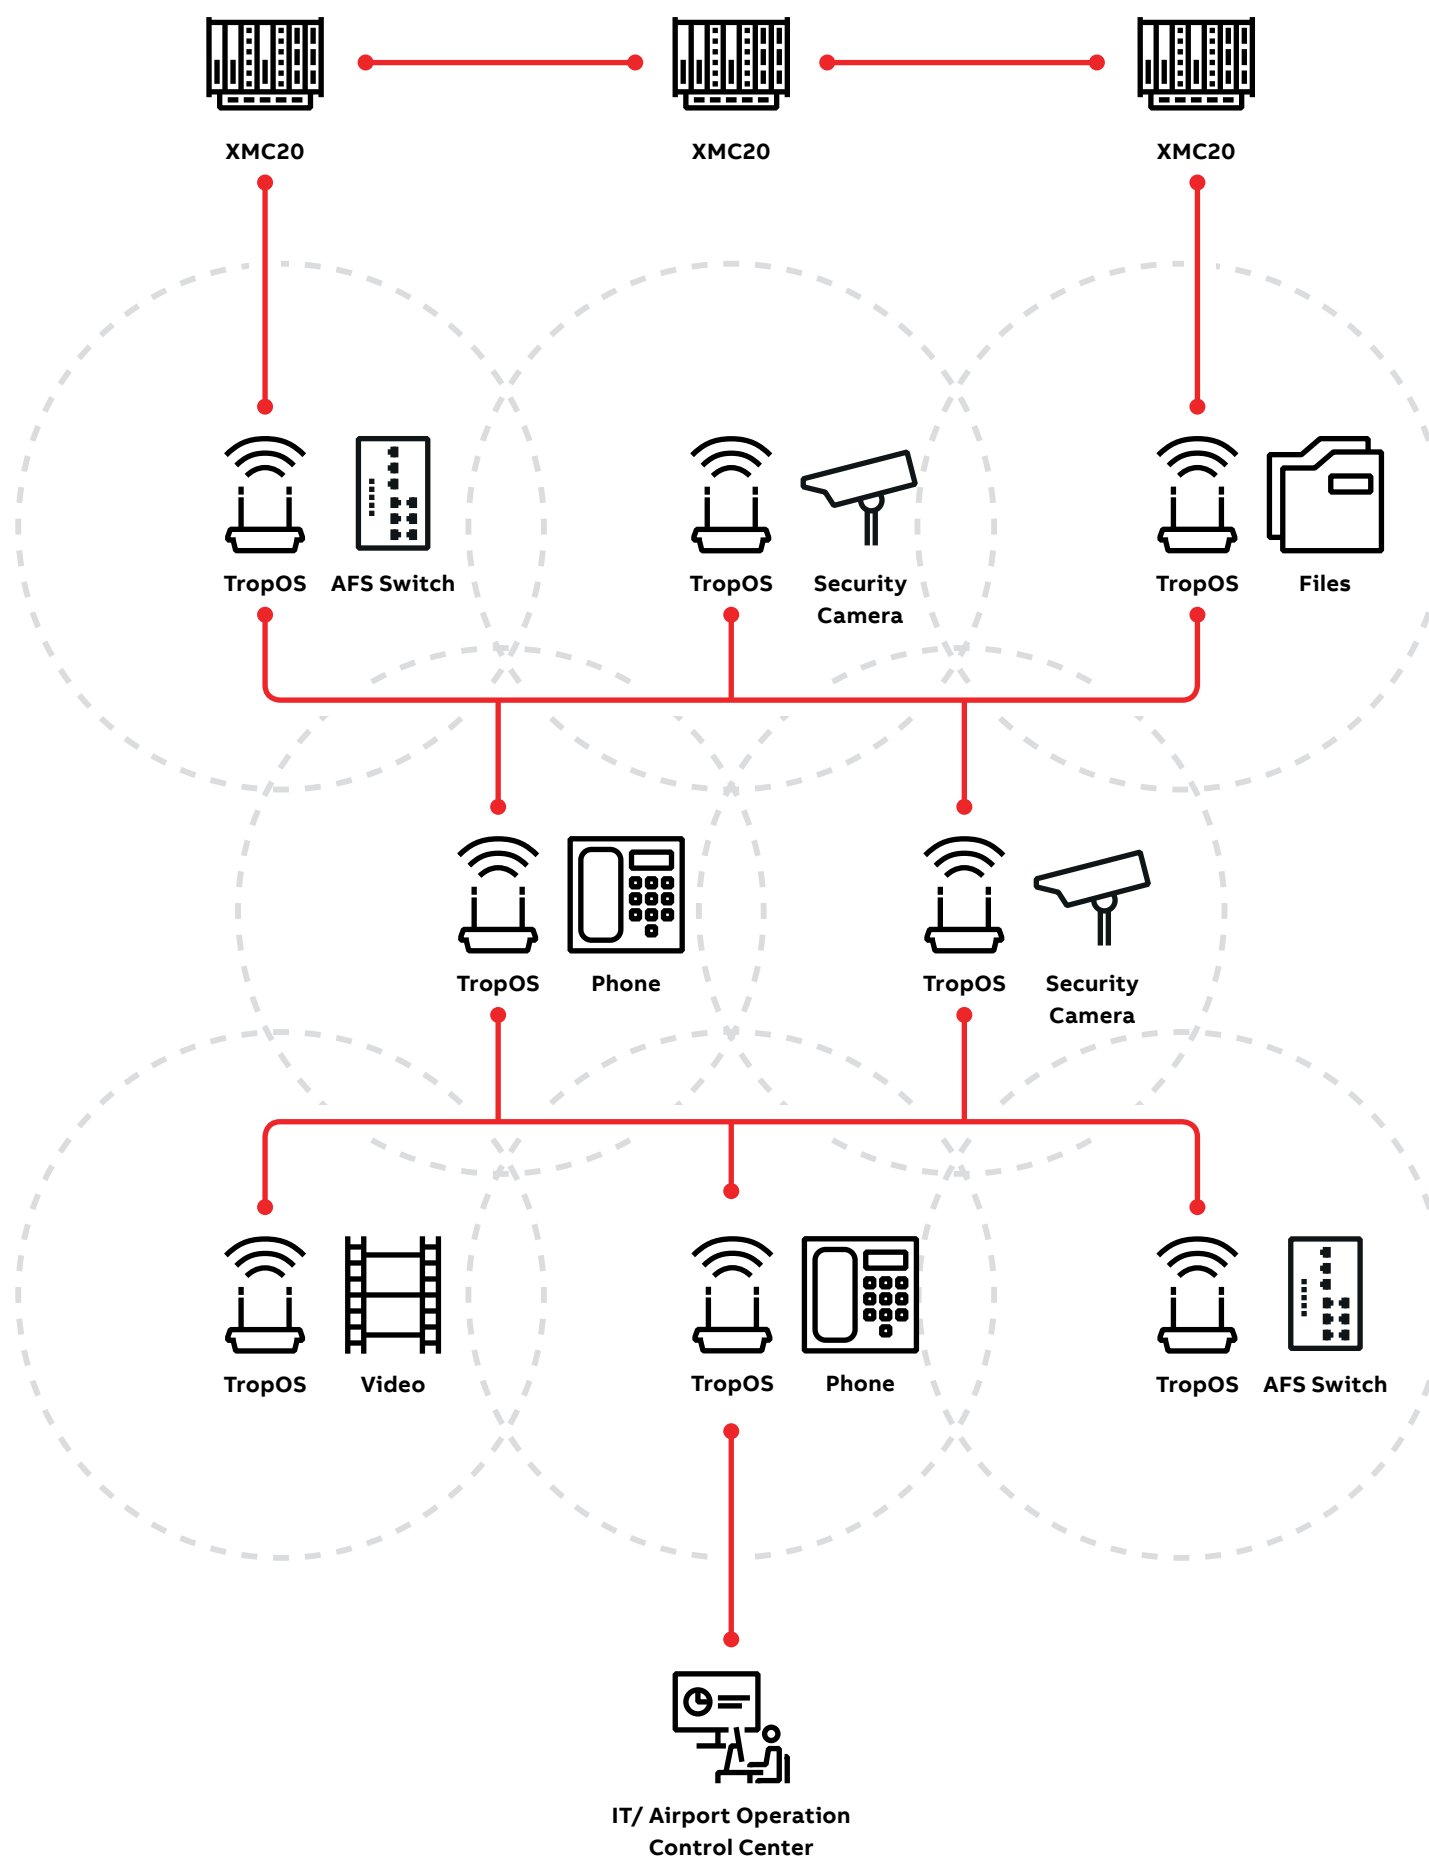 XMC20
XMC20
XMC20
TropOS
AFS Switch
TropOS
Security
Camera
TropOS
Files
TropOS
Phone
TropOS
Security
Camera
TropOS
Video
TropOS
Phone
TropOS
AFS Switch
IT/ Airport Operation
Control Center